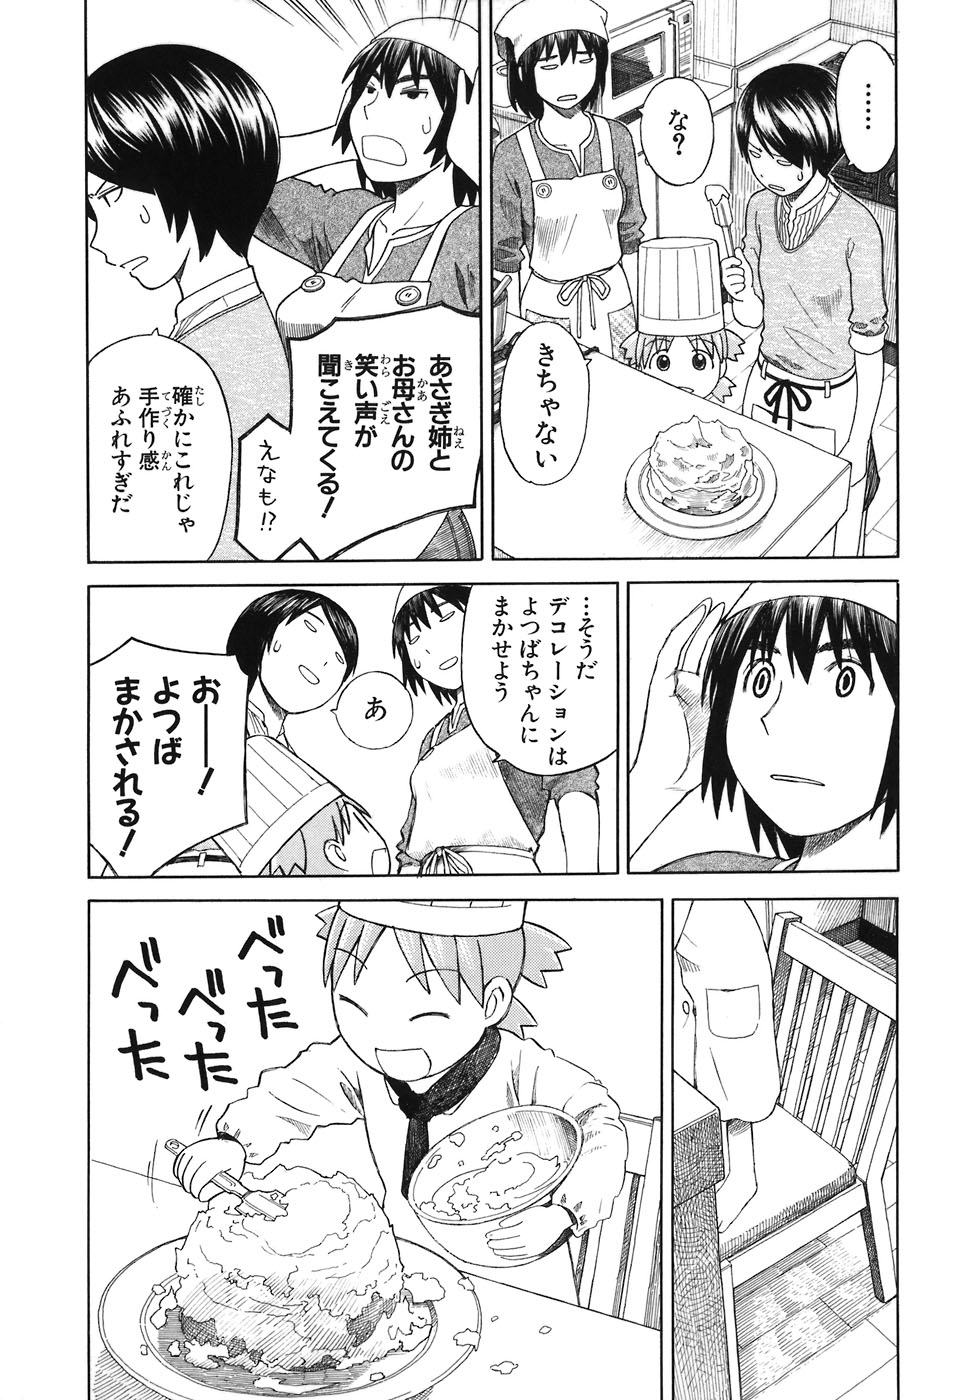 ……
な？
きちゃない
あさぎ姉と
お母さんの
笑い声が
聞こえてくる！
えなも！？
確かにこれじゃ
手作り感
あふれすぎだ
…そうだ
デコレーションは
よつばちゃんに
まかせよう
あ
おーー！
よつば
まかされる！
べった
べった
べった